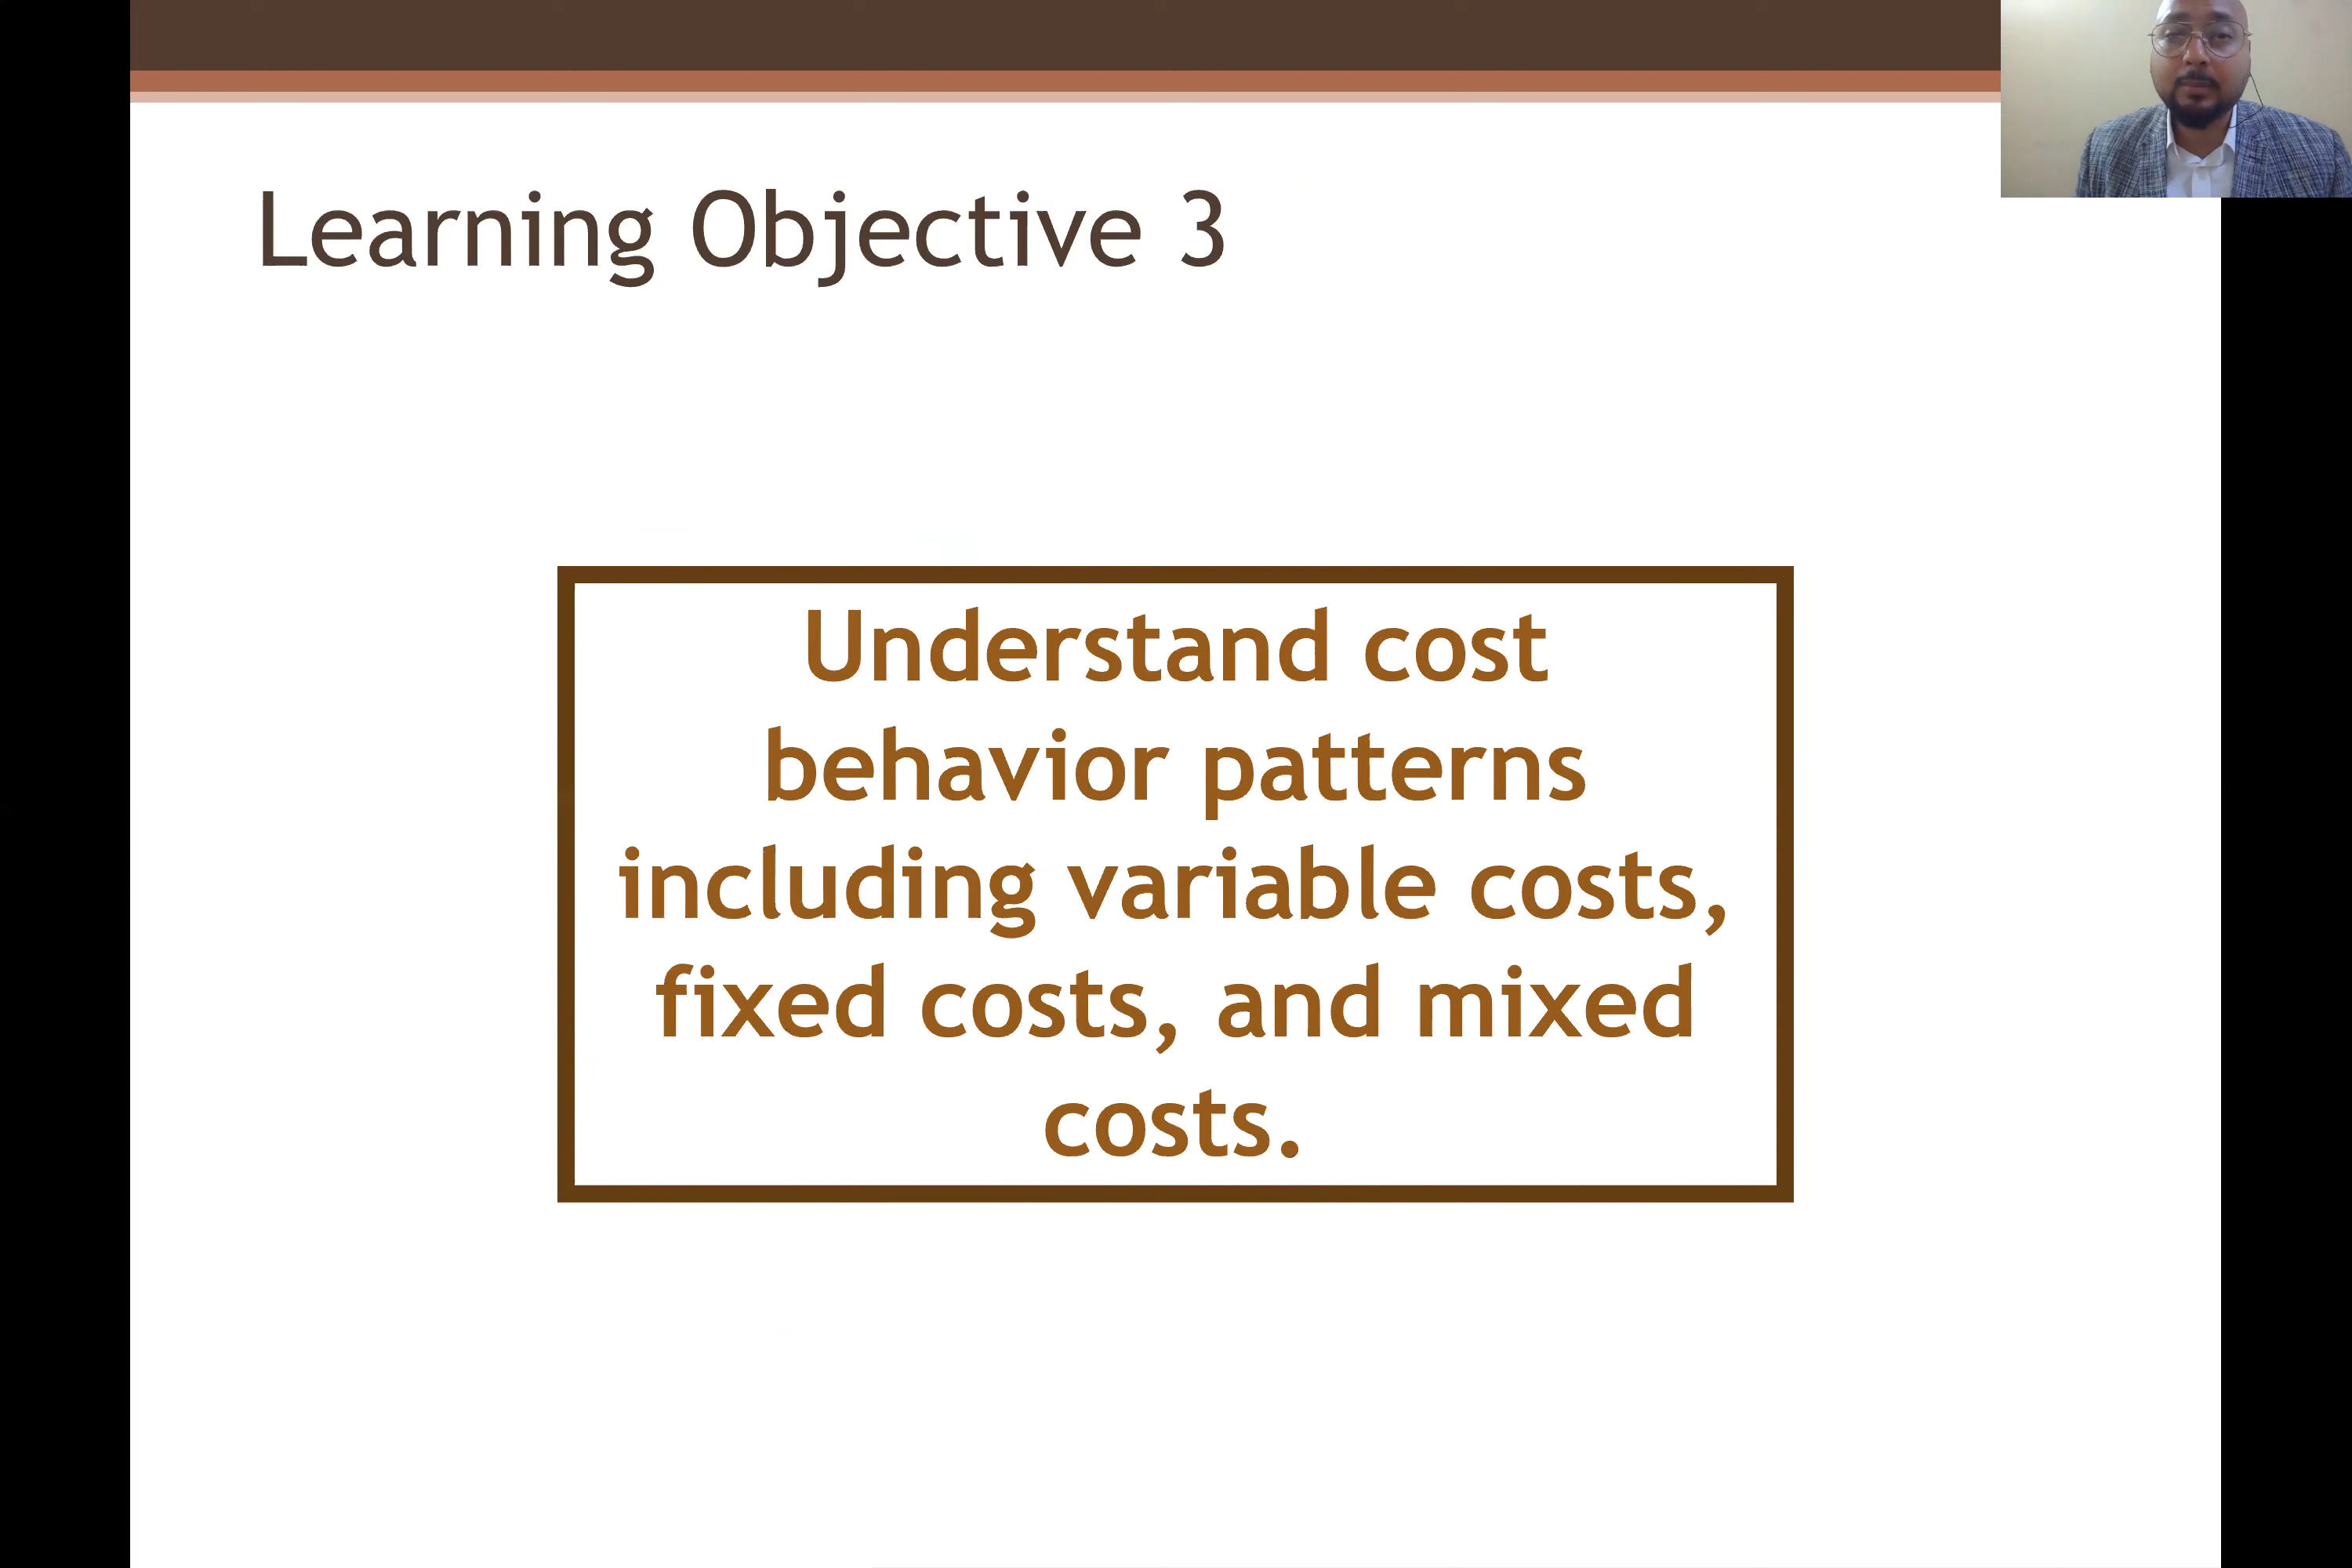 Learning Objective 3
Understand cost
behavior patterns
including variable costs,
fixed costs, and mixed
costs.